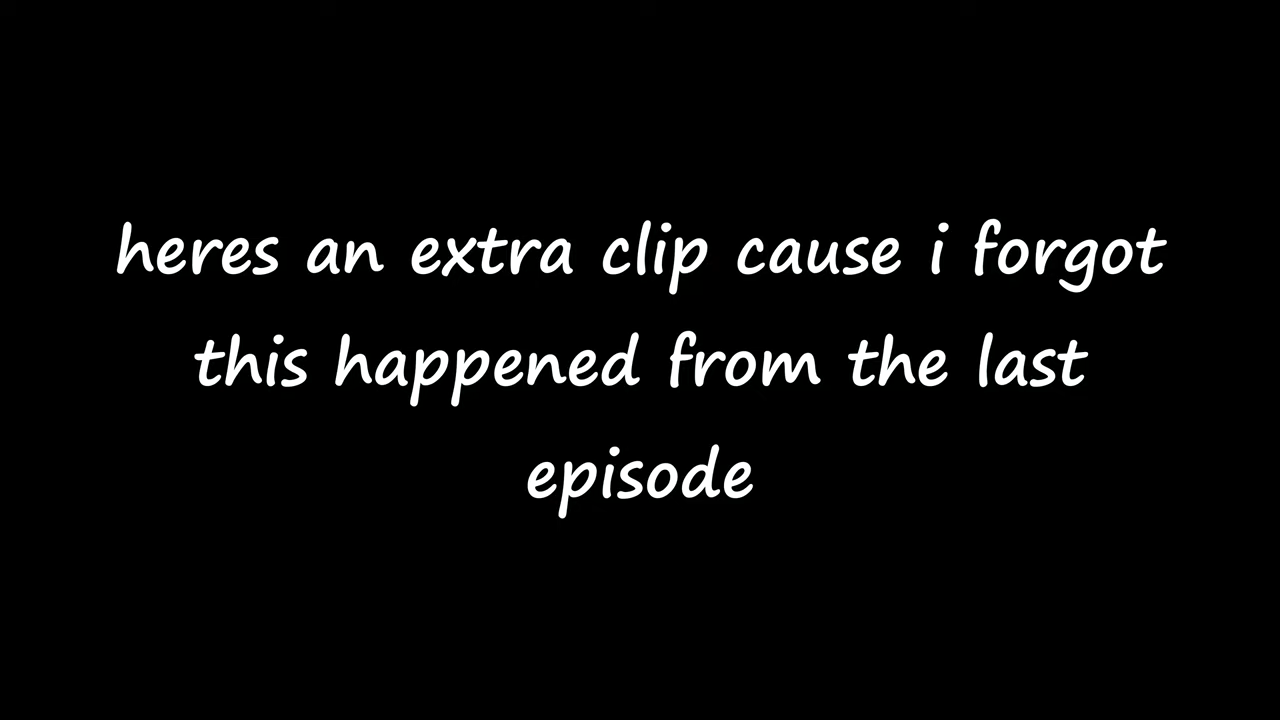 heres an extra clip cause i forgot
this happened from the last
episode